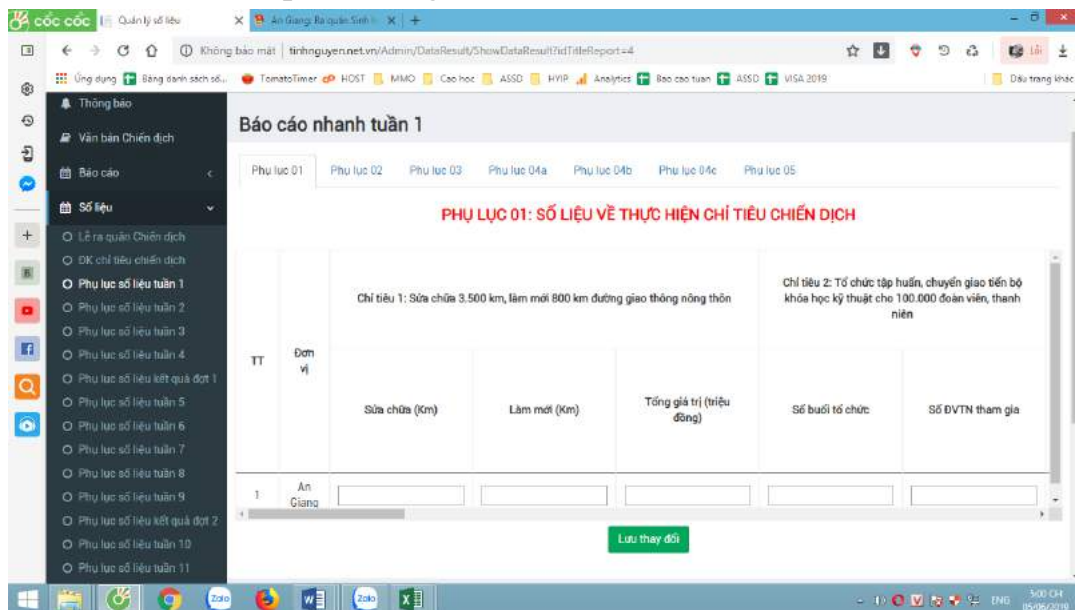 cốc cốc
Quản lý số liệu
An Giang: Ra quân Sinh
Không bảo mật
tinhnguyen.net.vn/Admin/DataResult/ShowDataResult?idTitleReport=4
Lỗi
Ứng dụng
Bảng danh sách số...
TomatoTimer
HOST
MMO
Cao hoc
ASSD
HYIP
Analytics
Bao cao tuan
ASSD
VISA 2019
Dấu trang khác
Thông báo
Văn bản Chiến dịch
Báo cáo
Số liệu
Lễ ra quân Chiến dịch
ĐK chỉ tiêu chiến dịch
Phụ lục số liệu tuần 1
Phụ lục số liệu tuần 2
Phụ lục số liệu tuần 3
Phụ lục số liệu tuần 4
Phụ lục số liệu kết quả đợt 1
Phụ lục số liệu tuần 5
Phụ lục số liệu tuần 6
Phụ lục số liệu tuần 7
Phụ lục số liệu tuần 8
Phụ lục số liệu tuần 9
Phụ lục số liệu kết quả đợt 2
Phụ lục số liệu tuần 10
Phụ lục số liệu tuần 11
Báo cáo nhanh tuần 1
Phụ lục 01
Phụ lục 02
Phụ lục 03
Phụ lục 04a
Phụ lục 04b
Phụ lục 04c
Phụ lục 05
PHỤ LỤC 01: SỐ LIỆU VỀ THỰC HIỆN CHỈ TIÊU CHIẾN DỊCH
TT
Đơn
vị
Chỉ tiêu 1: Sửa chữa 3.500 km, làm mới 800 km đường giao thông nông thôn
Chỉ tiêu 2: Tổ chức tập huấn, chuyển giao tiến bộ
khóa học kỹ thuật cho 100.000 đoàn viên, thanh
niên
Sửa chữa (Km)
Làm mới (Km)
Tổng giá trị (triệu
đồng)
Số buổi tổ chức
Số ĐVTN tham gia
1
An
Giang
Lưu thay đổi
Zalo
Zalo
ENG
5:00 CH
05/06/2019